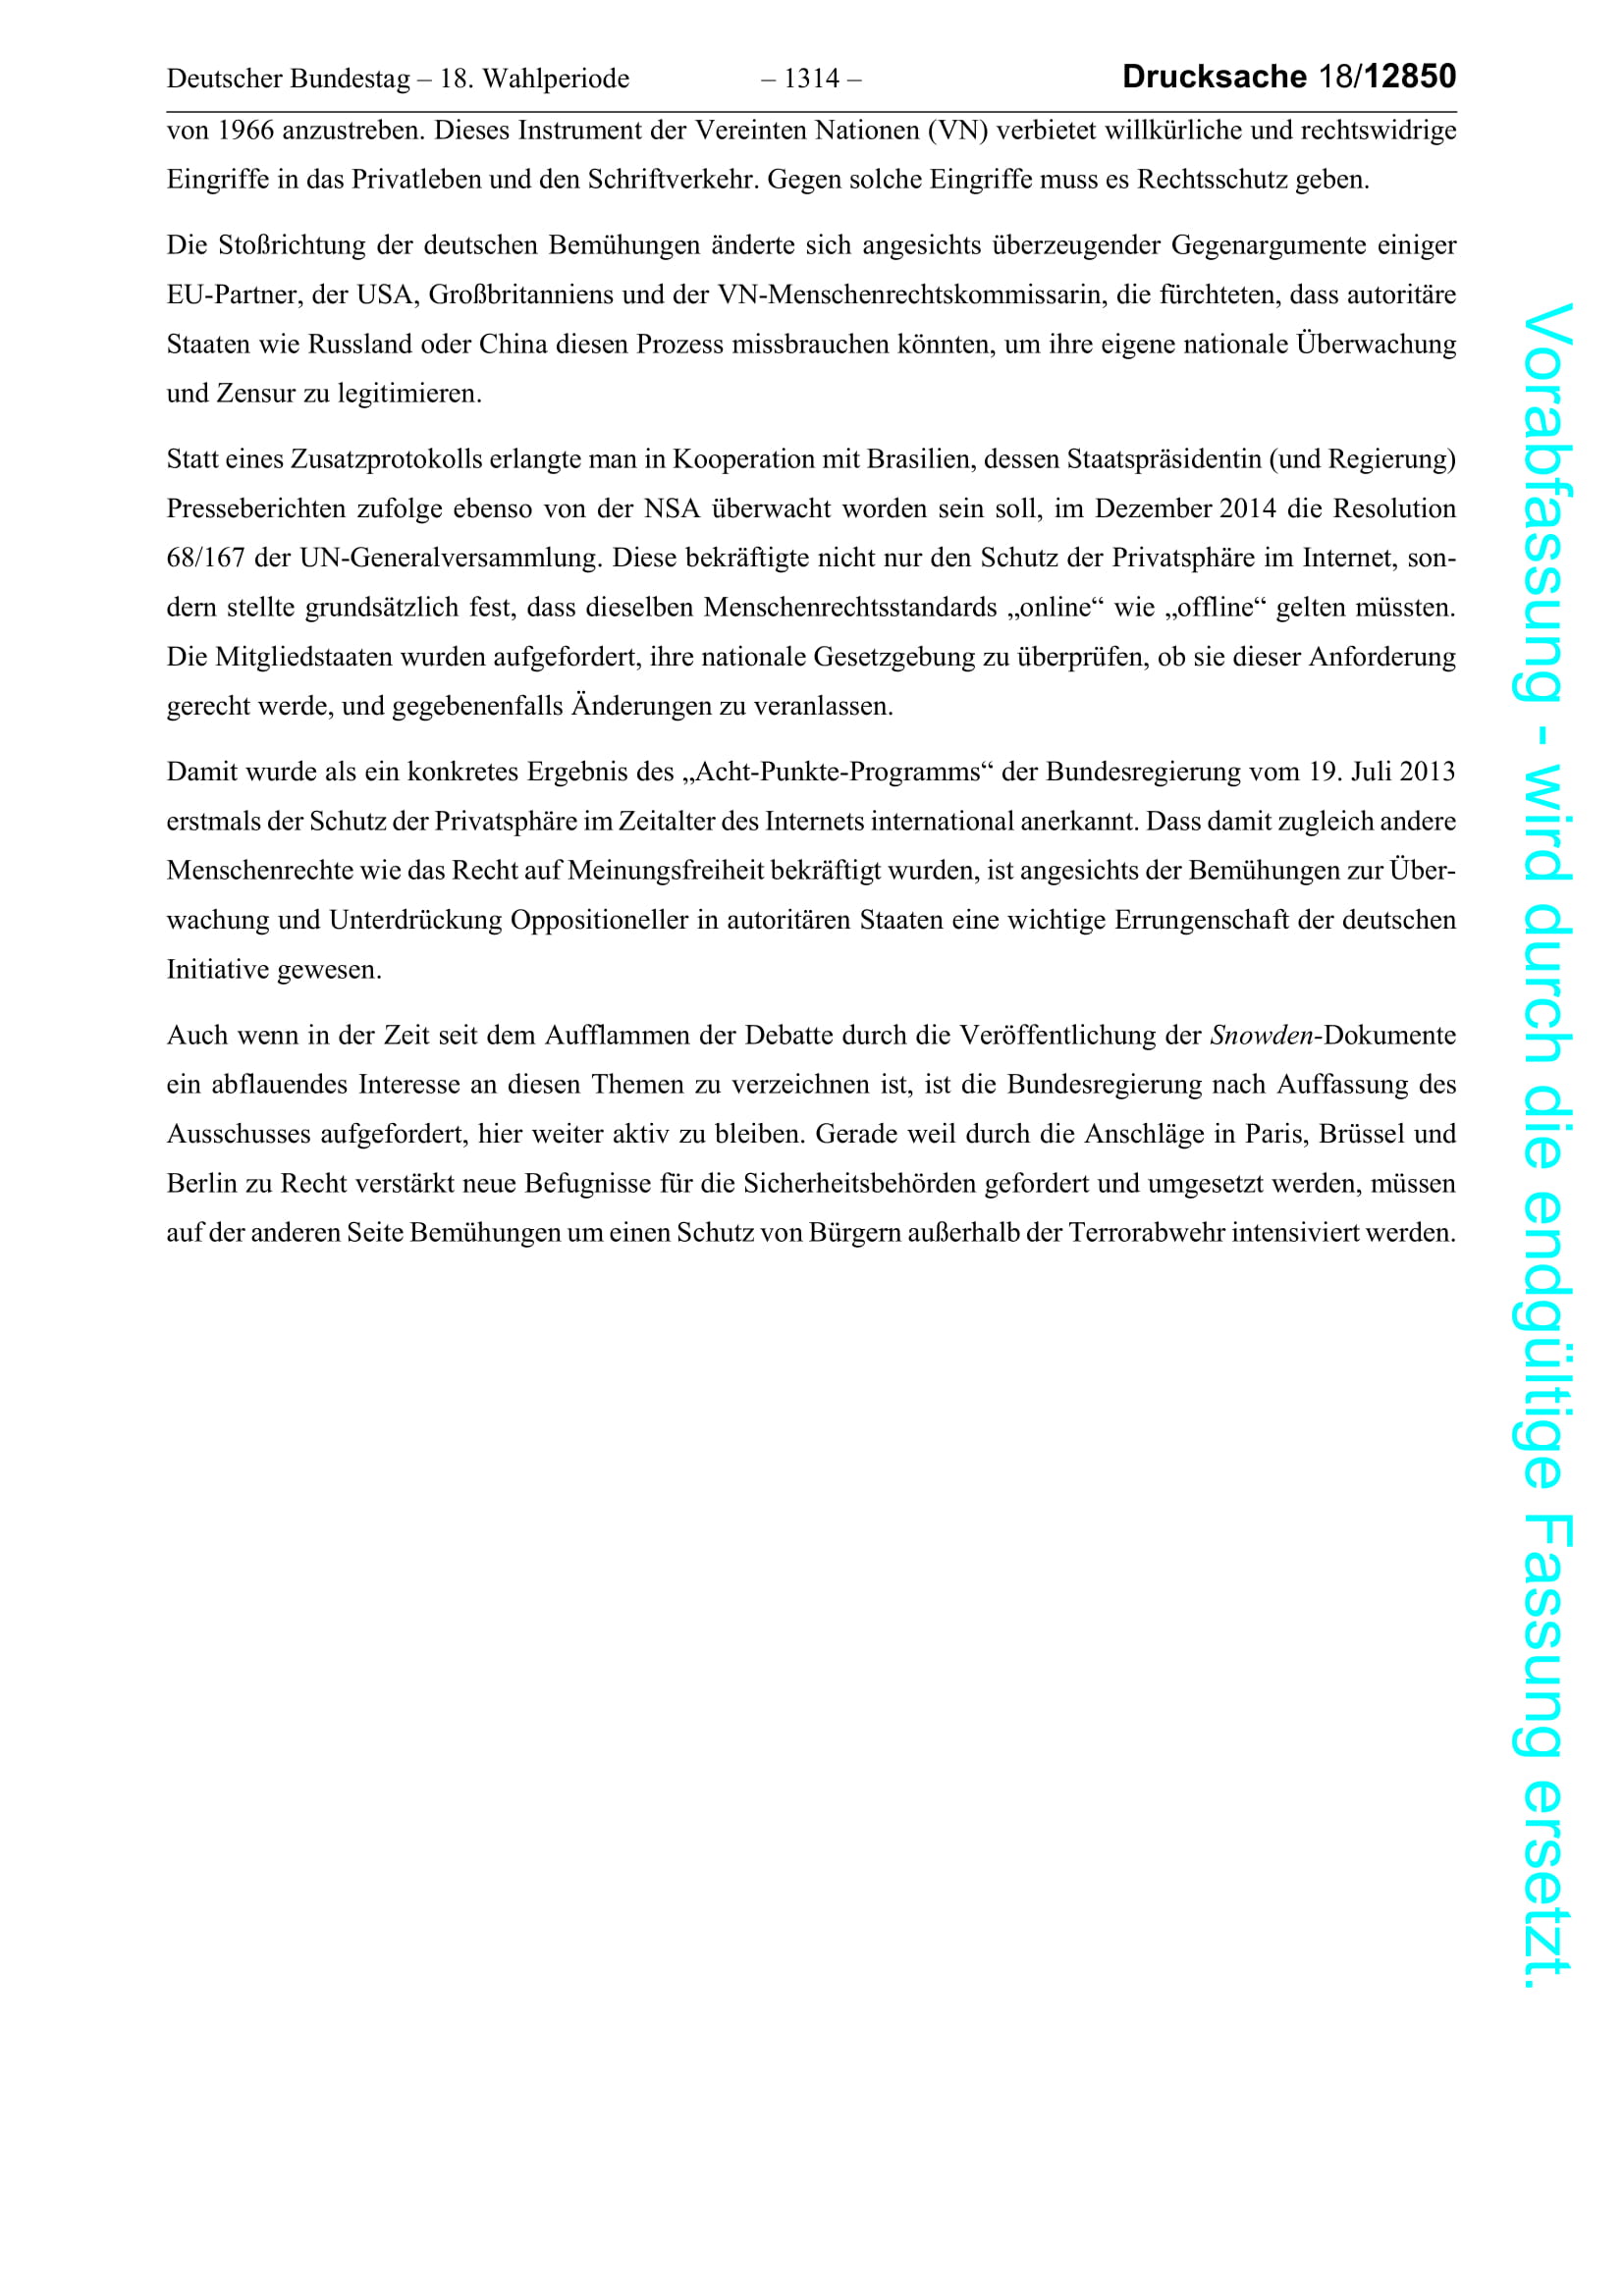 Deutscher Bundestag – 18. Wahlperiode – 1314 – Drucksache 18/12850
von 1966 anzustreben. Dieses Instrument der Vereinten Nationen (VN) verbietet willkürliche und rechtswidrige
Eingriffe in das Privatleben und den Schriftverkehr. Gegen solche Eingriffe muss es Rechtsschutz geben.
Die Stoßrichtung der deutschen Bemühungen änderte sich angesichts überzeugender Gegenargumente einiger
EU-Partner, der USA, Großbritanniens und der VN-Menschenrechtskommissarin, die fürchteten, dass autoritäre
Staaten wie Russland oder China diesen Prozess missbrauchen könnten, um ihre eigene nationale Überwachung
und Zensur zu legitimieren.
Statt eines Zusatzprotokolls erlangte man in Kooperation mit Brasilien, dessen Staatspräsidentin (und Regierung)
Presseberichten zufolge ebenso von der NSA überwacht worden sein soll, im Dezember 2014 die Resolution
68/167 der UN-Generalversammlung. Diese bekräftigte nicht nur den Schutz der Privatsphäre im Internet, son-
dern stellte grundsätzlich fest, dass dieselben Menschenrechtsstandards „online“ wie „offline“ gelten müssten.
Die Mitgliedstaaten wurden aufgefordert, ihre nationale Gesetzgebung zu überprüfen, ob sie dieser Anforderung
gerecht werde, und gegebenenfalls Änderungen zu veranlassen.
Damit wurde als ein konkretes Ergebnis des „Acht-Punkte-Programms“ der Bundesregierung vom 19. Juli 2013
erstmals der Schutz der Privatsphäre im Zeitalter des Internets international anerkannt. Dass damit zugleich andere
Menschenrechte wie das Recht auf Meinungsfreiheit bekräftigt wurden, ist angesichts der Bemühungen zur Über-
wachung und Unterdrückung Oppositioneller in autoritären Staaten eine wichtige Errungenschaft der deutschen
Initiative gewesen.
Auch wenn in der Zeit seit dem Aufflammen der Debatte durch die Veröffentlichung der Snowden-Dokumente
ein abflauendes Interesse an diesen Themen zu verzeichnen ist, ist die Bundesregierung nach Auffassung des
Ausschusses aufgefordert, hier weiter aktiv zu bleiben. Gerade weil durch die Anschläge in Paris, Brüssel und
Berlin zu Recht verstärkt neue Befugnisse für die Sicherheitsbehörden gefordert und umgesetzt werden, müssen
auf der anderen Seite Bemühungen um einen Schutz von Bürgern außerhalb der Terrorabwehr intensiviert werden.
Vorabfassung - wird durch die endgültige Fassung ersetzt.